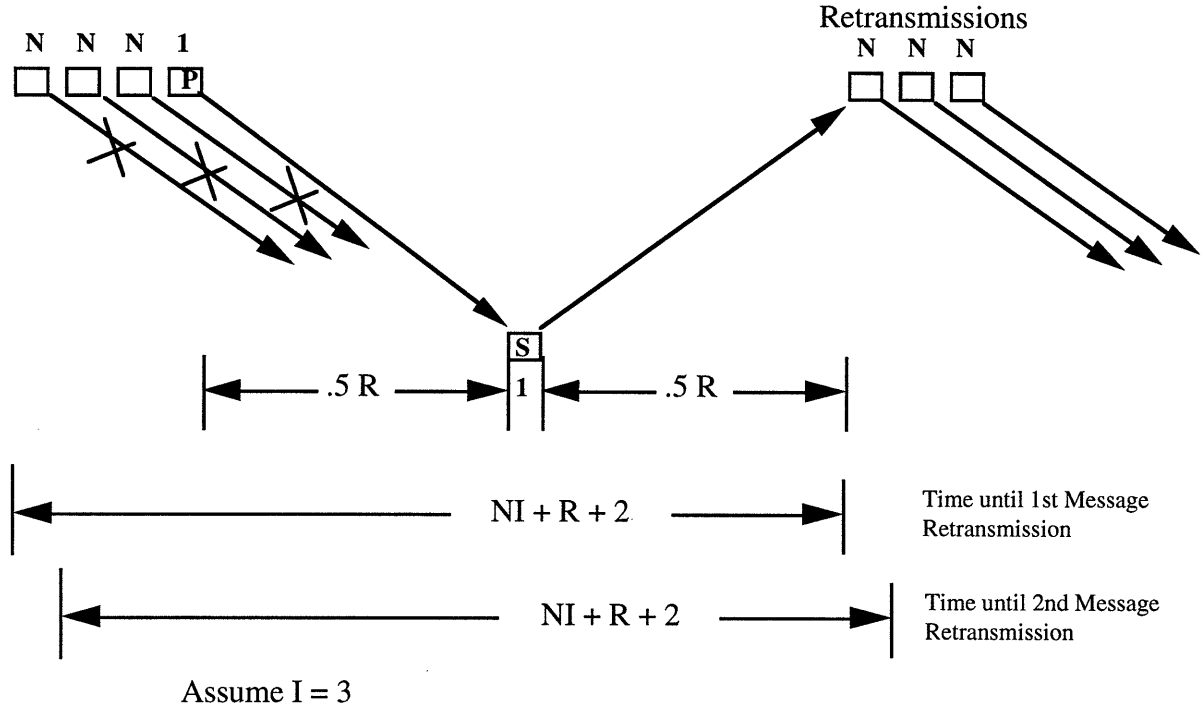 Retransmissions
N N N 1
N N N
P
S
.5 R
1
.5 R
NI + R + 2
Time until 1st Message
Retransmission
NI + R + 2
Time until 2nd Message
Retransmission
Assume I = 3